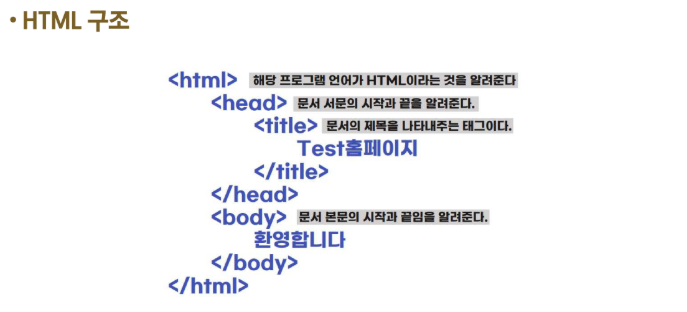 • HTML 구조
<html> 해당 프로그램 언어가 HTML이라는 것을 알려준다
<head> 문서 서문의 시작과 끝을 알려준다.
<title> 문서의 제목을 나타내주는 태그이다.
Test홈페이지
</title>
</head>
<body> 문서 본문의 시작과 끝임을 알려준다.
환영합니다
</body>
</html>